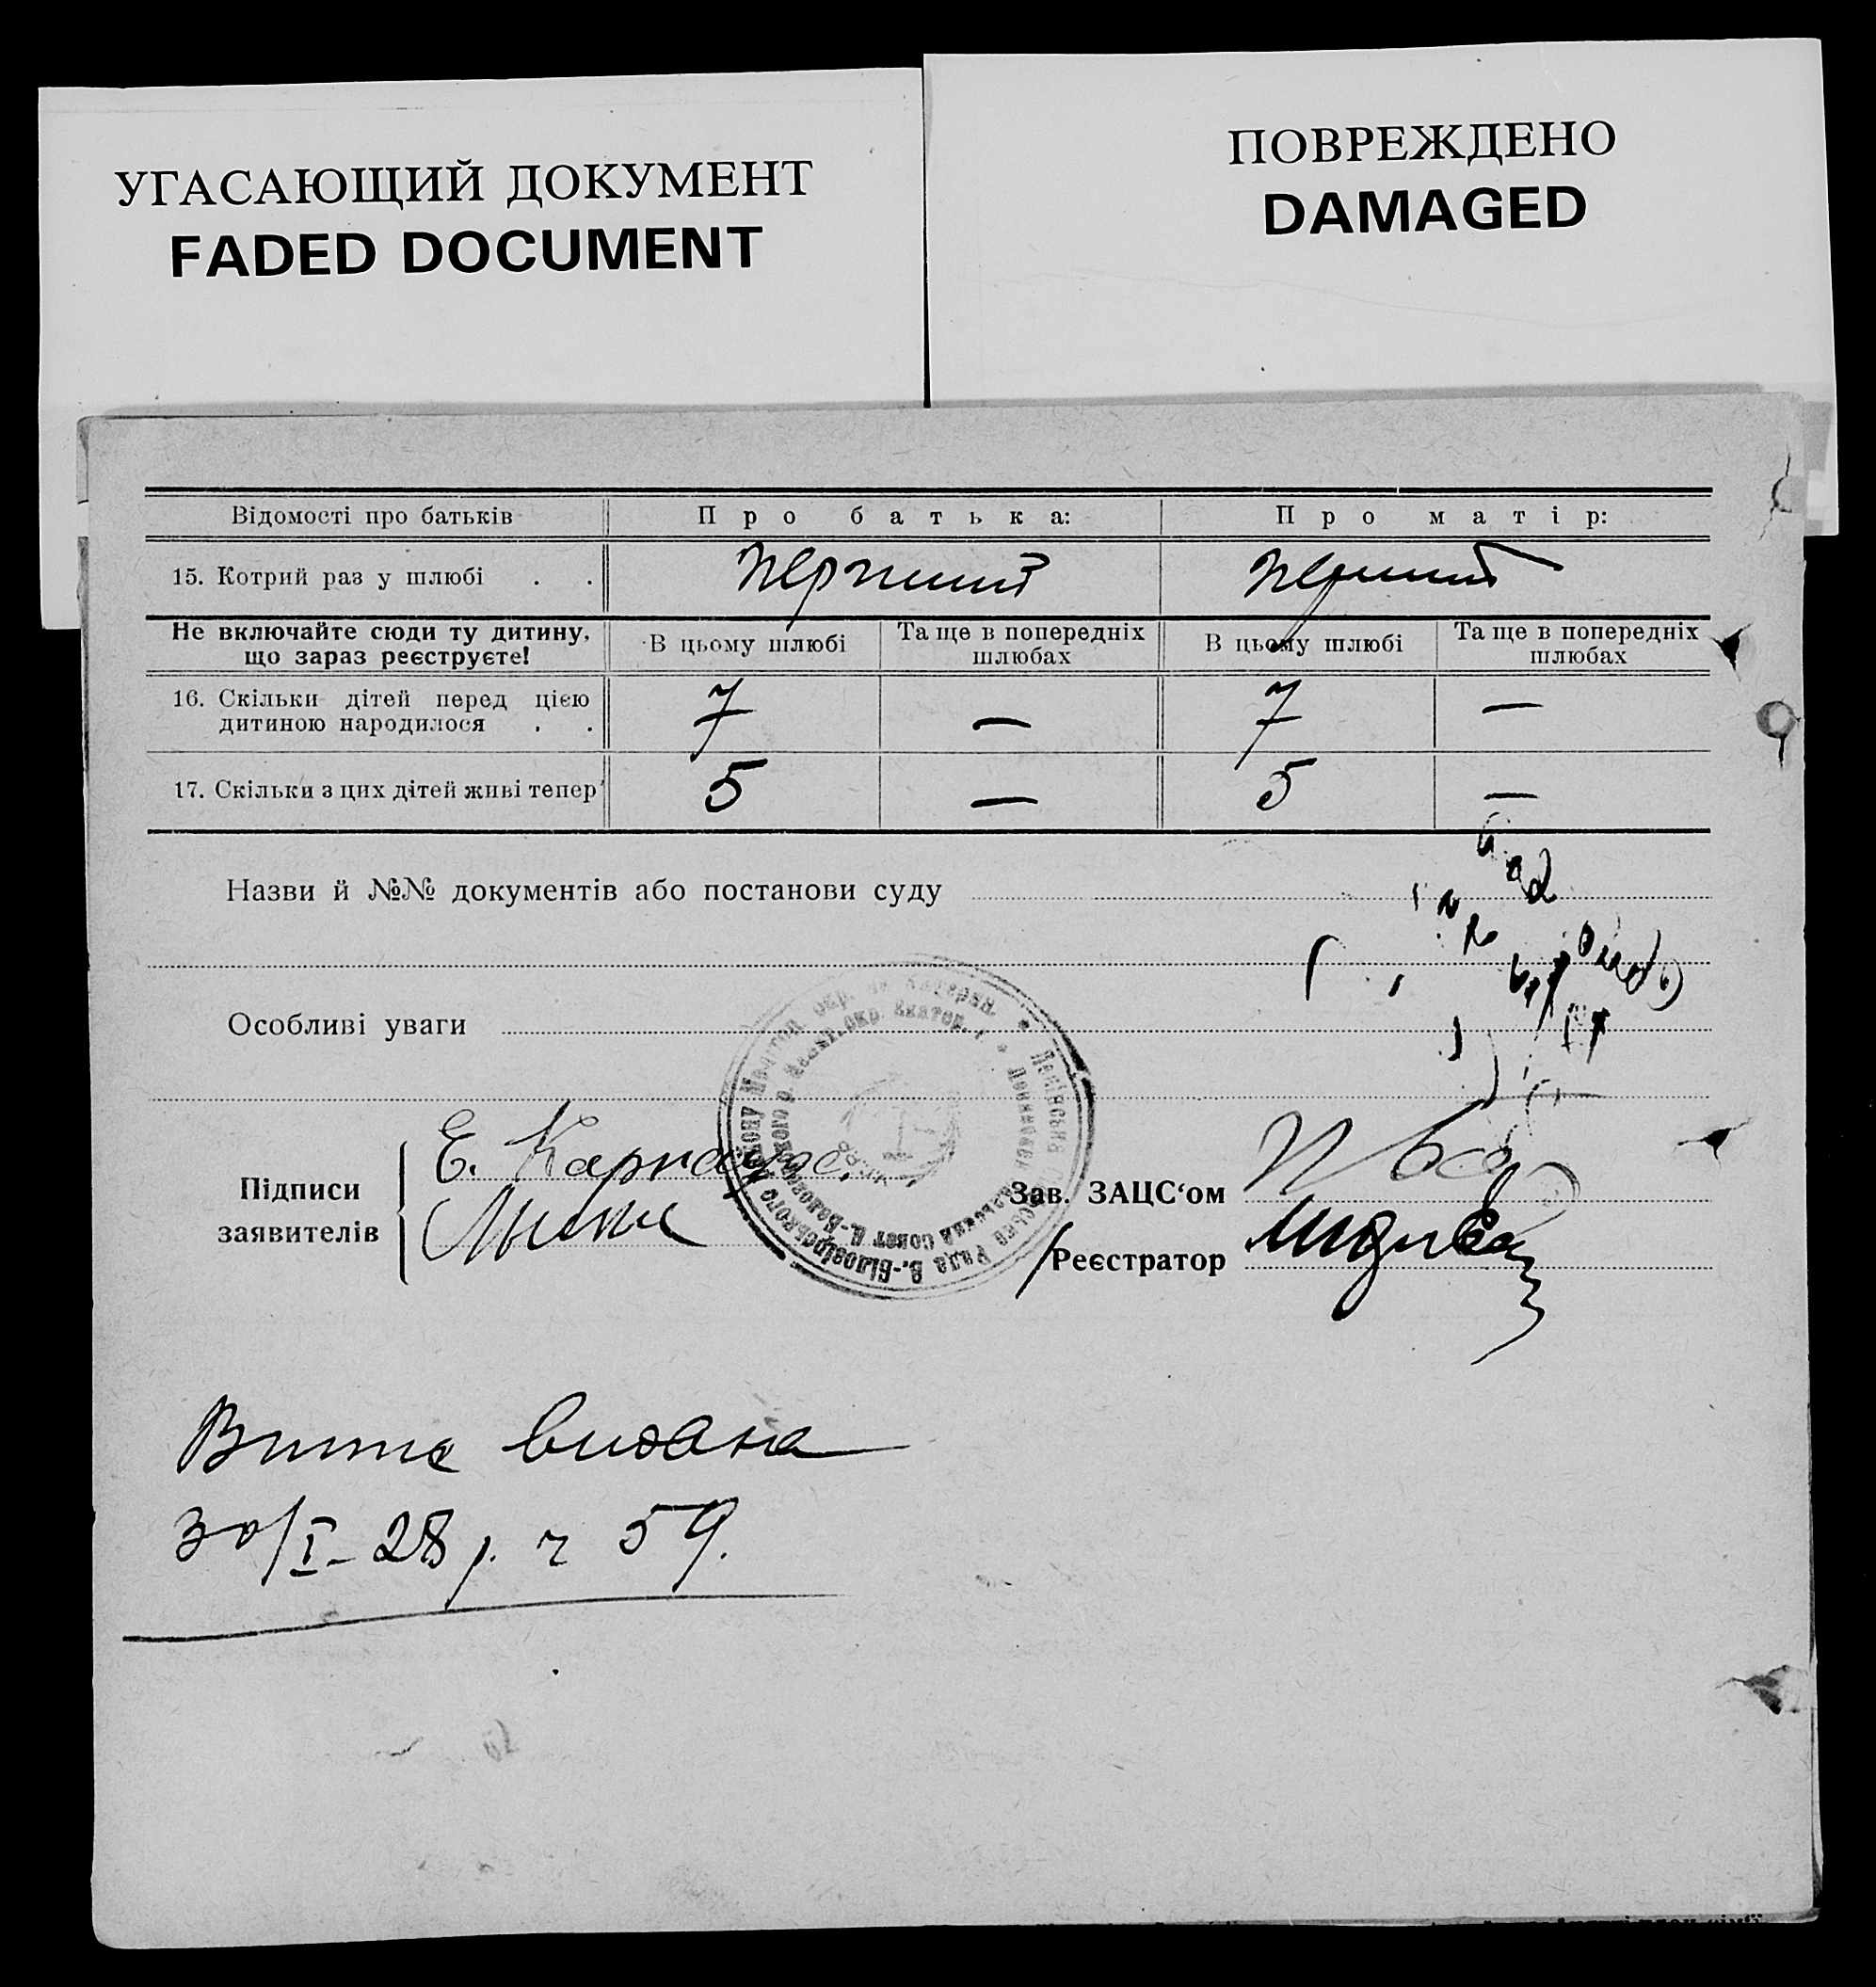 УГАСАЮЩИЙ ДОКУМЕНТ
FADED DOCUMENT
ПОВРЕЖДЕНО
DAMAGED
Відомості про батьків
Про батька:
Про матір:
15. Котрий раз у шлюбі . .
перший
перший
Не включайте сюди ту дитину,
що зараз реєструєте!
В цьому шлюбі
Та ще в попередніх
шлюбах
В цьому шлюбі
Та ще в попередніх
шлюбах
16. Скільки дітей перед цією
дитиною народилося . .
7
—
7
—
17. Скільки з цих дітей живі тепер
5
—
5
—
Назви й №№ документів або постанови суду
Особливі уваги
Підписи
заявителів
Е.
Зав. ЗАЦС‘ом
Реєстратор
видана
30/I-28 р. ч 59.